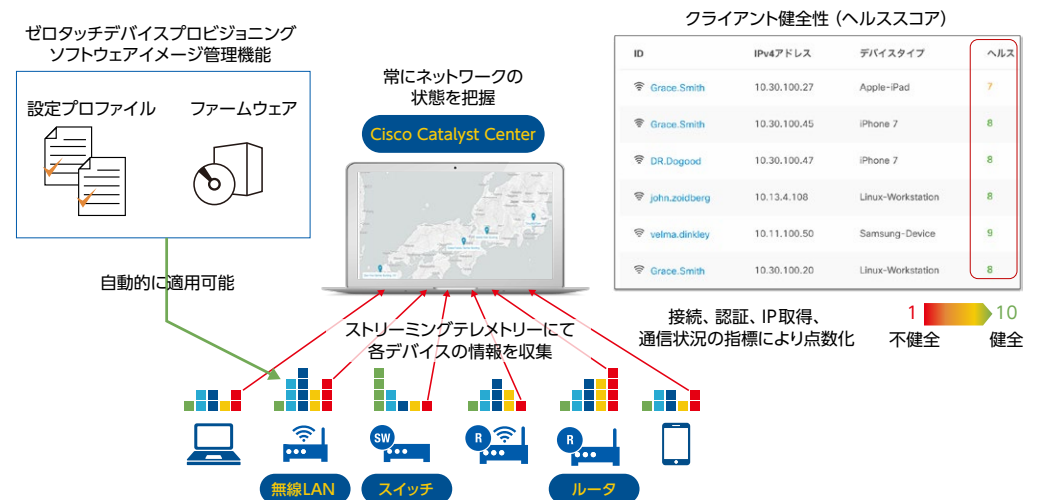 ゼロタッチデバイスプロビジョニング
ソフトウェアイメージ管理機能
設定プロファイル
ファームウェア
自動的に適用可能
常にネットワークの
状態を把握
Cisco Catalyst Center
ストリーミングテレメトリーにて
各デバイスの情報を収集
クライアント健全性（ヘルススコア）
ID IPv4アドレス デバイスタイプ ヘルス
Grace.Smith 10.30.100.27 Apple-iPad 7
Grace.Smith 10.30.100.45 iPhone 7 8
DR.Dogood 10.30.100.47 iPhone 7 8
john.zoidberg 10.13.4.108 Linux-Workstation 8
velma.dinkley 10.11.100.50 Samsung-Device 9
Grace.Smith 10.30.100.20 Linux-Workstation 8
接続、認証、IP取得、
通信状況の指標により点数化
1 10
不健全 健全
SW R R
無線LAN スイッチ ルータ